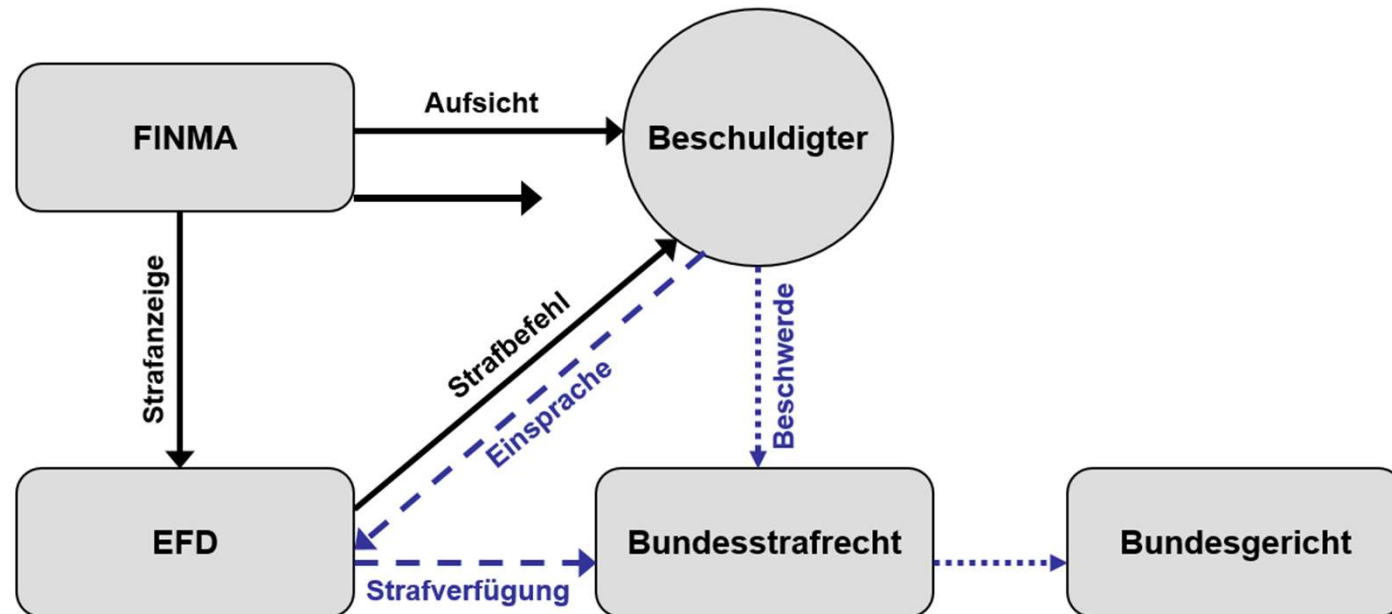 Aufsicht
FINMA
Beschuldigter
Strafanzeige
Strafbefehl
Einsprache
Beschwerde
EFD
Bundesstrafrecht
Bundesgericht
Strafverfügung